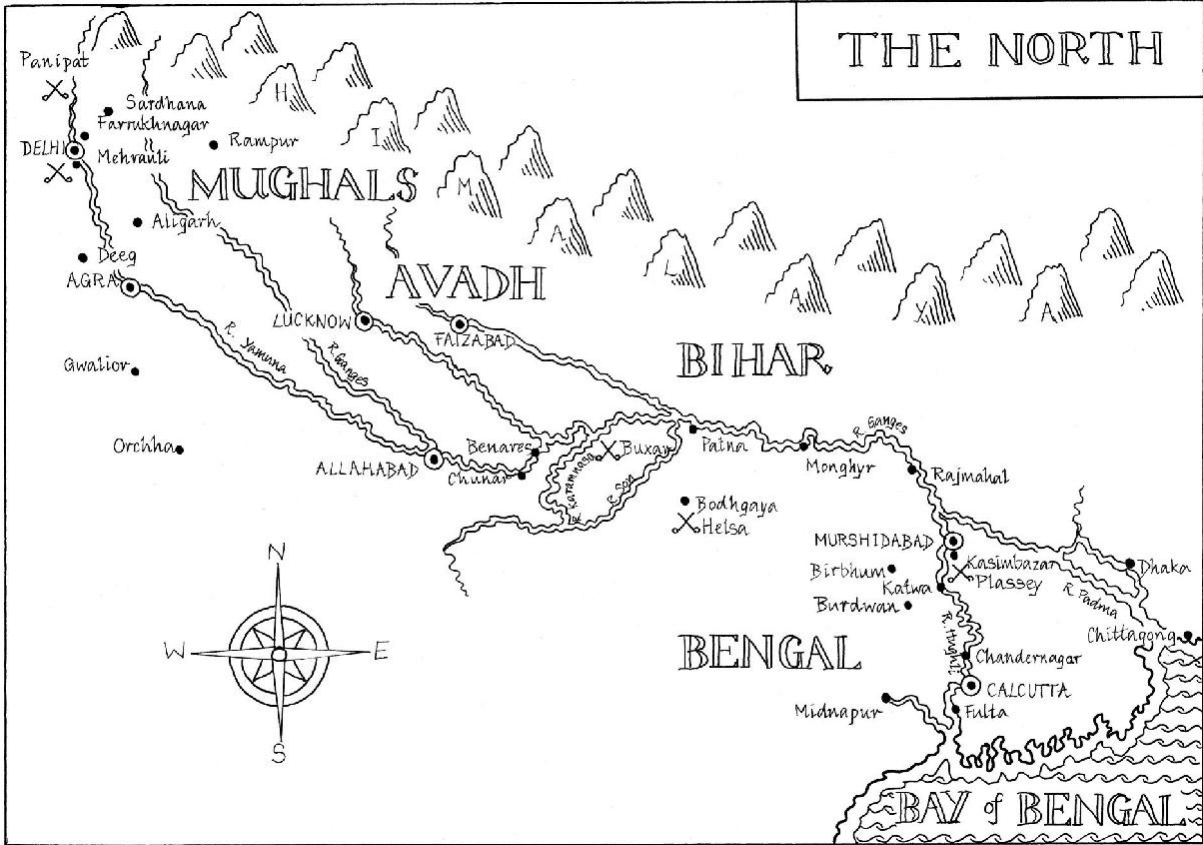 THE NORTH
Panipat
Sardhana
Farrukhnagar
DELHI
Mehrauli
Rampur
HIMALAYA
MUGHALS
Aligarh
Deeg
AGRA
AVADH
LUCKNOW
FAIZABAD
R. Yamuna
R. Ganges
BIHAR
Gwalior
Orchha
ALLAHABAD
Benares
Chunar
R. Karamnasa
Buxar
R. Son
Patna
Monghyr
R. Ganges
Rajmahal
Bodhgaya
Helsa
MURSHIDABAD
Kasimbazar
Plassey
Birbhum
Katwa
Burdwan
Dhaka
R. Padma
Chittagong
R. Hughli
BENGAL
Chandernagar
CALCUTTA
Midnapur
Fulta
N
W
E
S
BAY of BENGAL